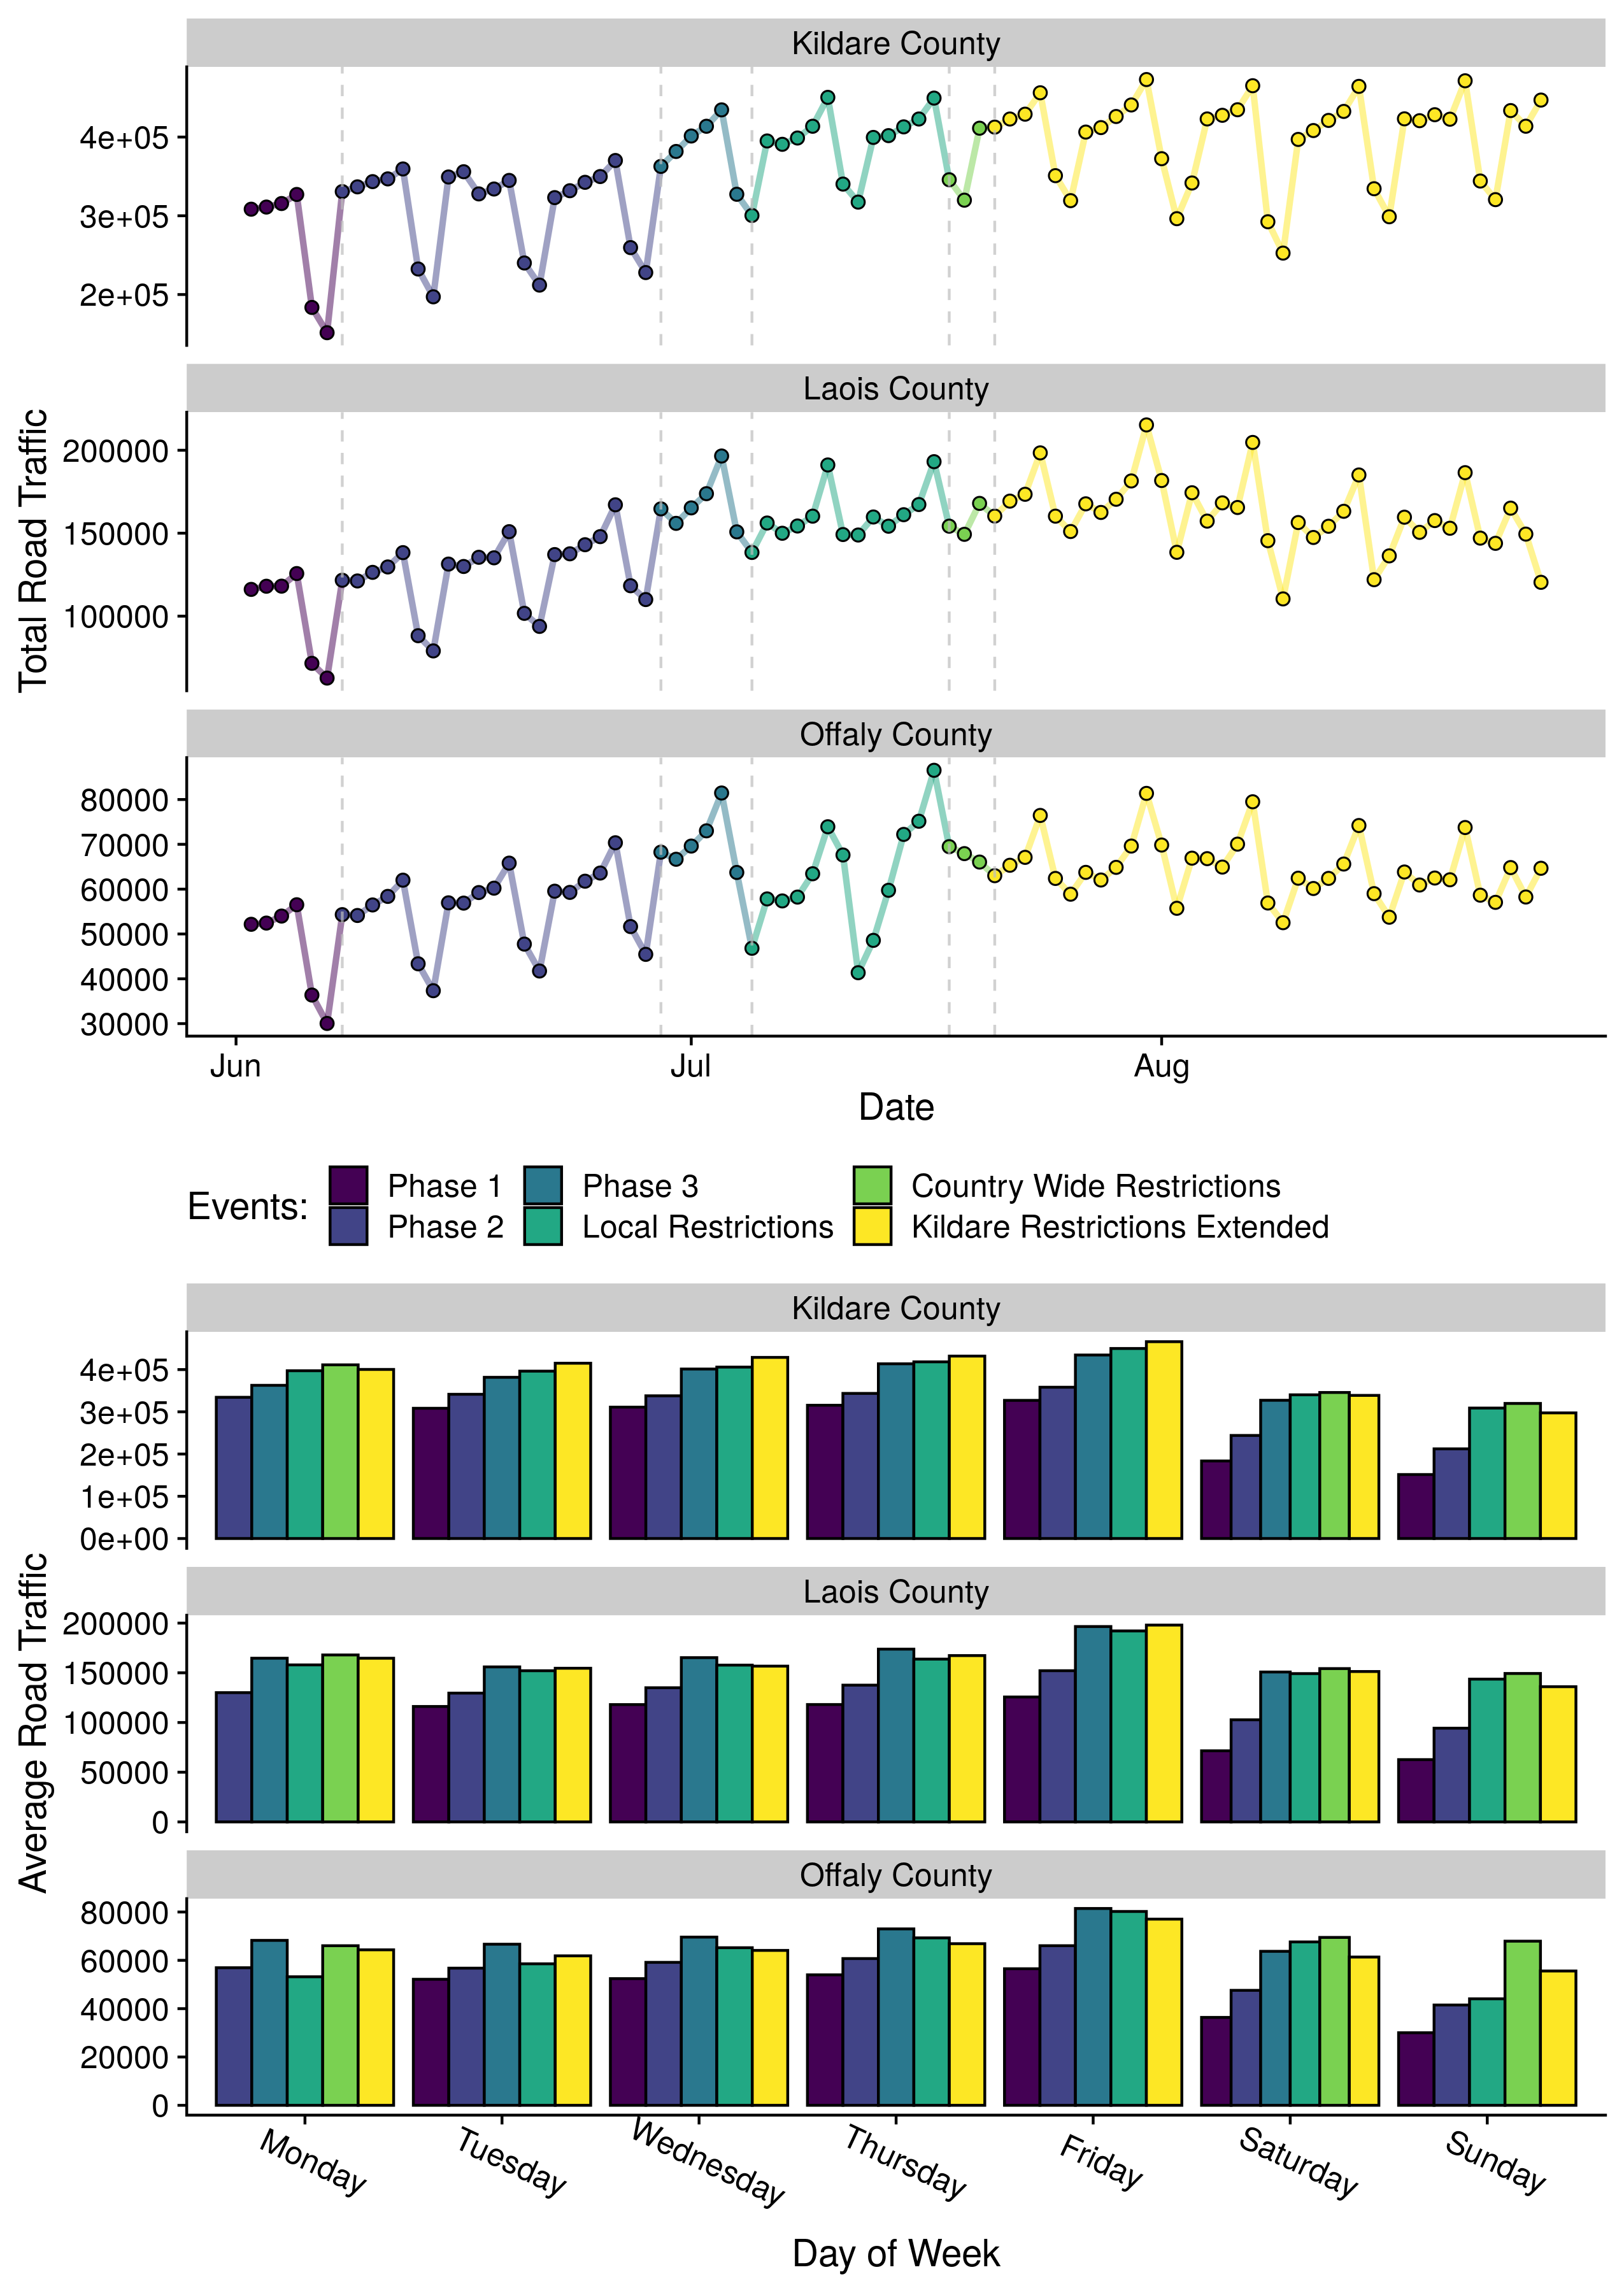 Kildare County
4e+05
3e+05
2e+05
Laois County
200000
150000
100000
Offaly County
80000
70000
60000
50000
40000
30000
Total Road Traffic
Jun Jul Aug
Date
Events: Phase 1 Phase 3 Country Wide Restrictions
Phase 2 Local Restrictions Kildare Restrictions Extended
Kildare County
4e+05
3e+05
2e+05
1e+05
0e+00
Laois County
200000
150000
100000
50000
0
Offaly County
80000
60000
40000
20000
0
Average Road Traffic
Monday Tuesday Wednesday Thursday Friday Saturday Sunday
Day of Week